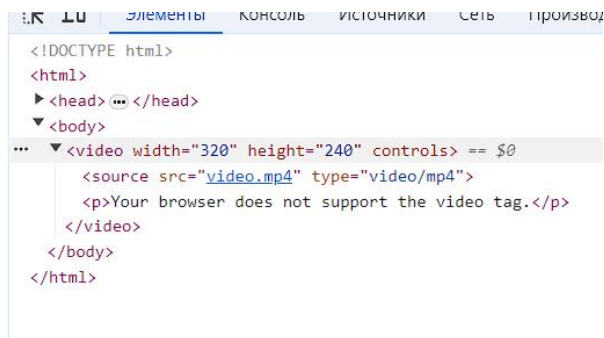 Элементы Консоль Источники Сеть Производ
<!DOCTYPE html>
<html>
<head> ... </head>
<body>
... <video width="320" height="240" controls> == $0
<source src="video.mp4" type="video/mp4">
<p>Your browser does not support the video tag.</p>
</video>
</body>
</html>